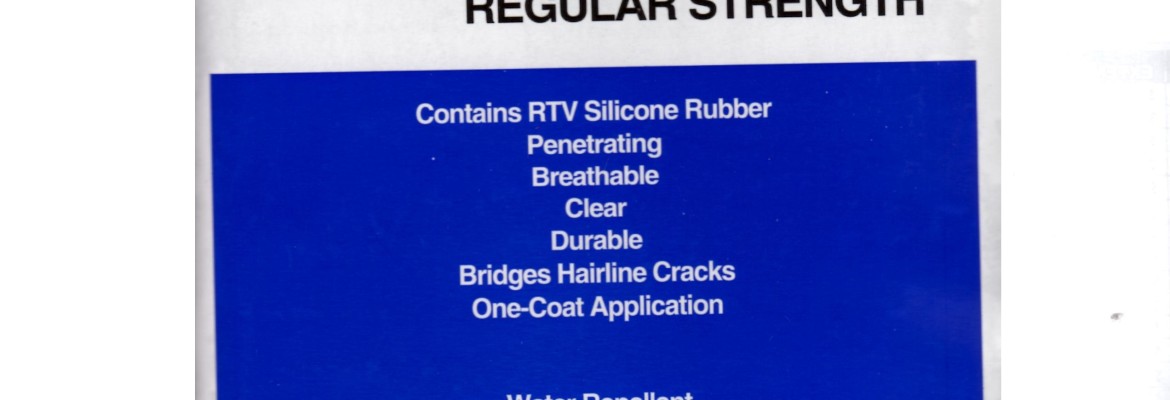 REGULAR STRENGTH
Contains RTV Silicone Rubber
Penetrating
Breathable
Clear
Durable
Bridges Hairline Cracks
One-Coat Application
Water Repellent